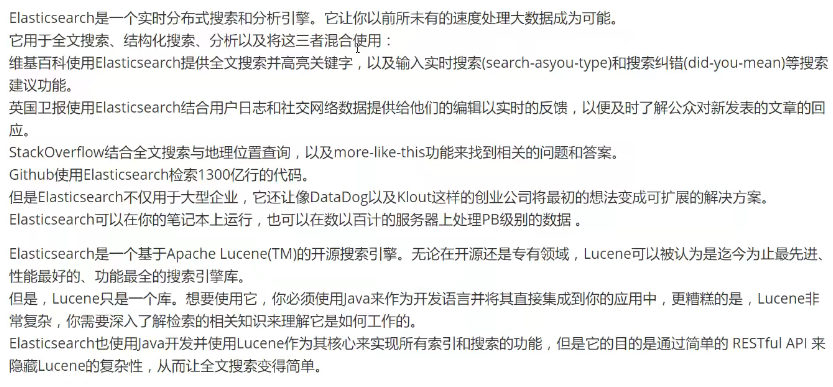 Elasticsearch是一个实时分布式搜索和分析引擎。它让你以前所未有的速度处理大数据成为可能。
它用于全文搜索、结构化搜索、分析以及将这三者混合使用：
维基百科使用Elasticsearch提供全文搜索并高亮关键字，以及输入实时搜索(search-asyou-type)和搜索纠错(did-you-mean)等搜索
建议功能。
英国卫报使用Elasticsearch结合用户日志和社交网络数据提供给他们的编辑以实时的反馈，以便及时了解公众对新发表的文章的回
应。
StackOverflow结合全文搜索与地理位置查询，以及more-like-this功能来找到相关的问题和答案。
Github使用Elasticsearch检索1300亿行的代码。
但是Elasticsearch不仅用于大型企业，它还让像DataDog以及Klout这样的创业公司将最初的想法变成可扩展的解决方案。
Elasticsearch可以在你的笔记本上运行，也可以在数以百计的服务器上处理PB级别的数据 。
Elasticsearch是一个基于Apache Lucene(TM)的开源搜索引擎。无论在开源还是专有领域，Lucene可以被认为是迄今为止最先进、
性能最好的、功能最全的搜索引擎库。
但是，Lucene只是一个库。想要使用它，你必须使用Java来作为开发语言并将其直接集成到你的应用中，更糟糕的是，Lucene非
常复杂，你需要深入了解检索的相关知识来理解它是如何工作的。
Elasticsearch也使用Java开发并使用Lucene作为其核心来实现所有索引和搜索的功能，但是它的目的是通过简单的 RESTful API 来
隐藏Lucene的复杂性，从而让全文搜索变得简单。